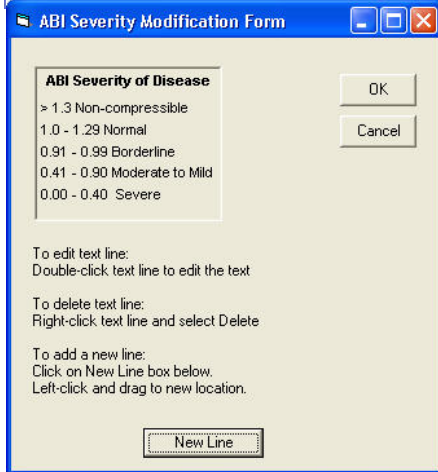 ABI Severity Modification Form
ABI Severity of Disease
> 1.3 Non-compressible
1.0 - 1.29 Normal
0.91 - 0.99 Borderline
0.41 - 0.90 Moderate to Mild
0.00 - 0.40  Severe
OK
Cancel
To edit text line:
Double-click text line to edit the text
To delete text line:
Right-click text line and select Delete
To add a new line:
Click on New Line box below.
Left-click and drag to new location.
New Line